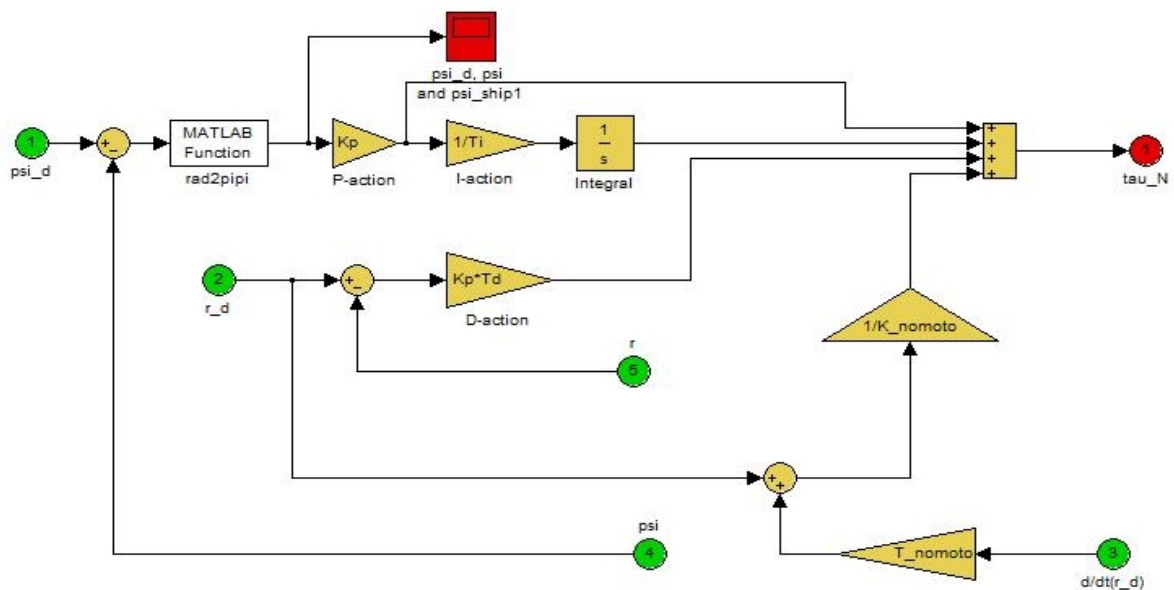 psi_d, psi
and psi_ship1
1
psi_d
+
-
MATLAB
Function
rad2pipi
Kp
P-action
1/Ti
I-action
1
s
Integral
+
+
+
+
1
tau_N
2
r_d
+
-
Kp*Td
D-action
1/K_nomoto
r
5
+
+
psi
4
T_nomoto
3
d/dt(r_d)